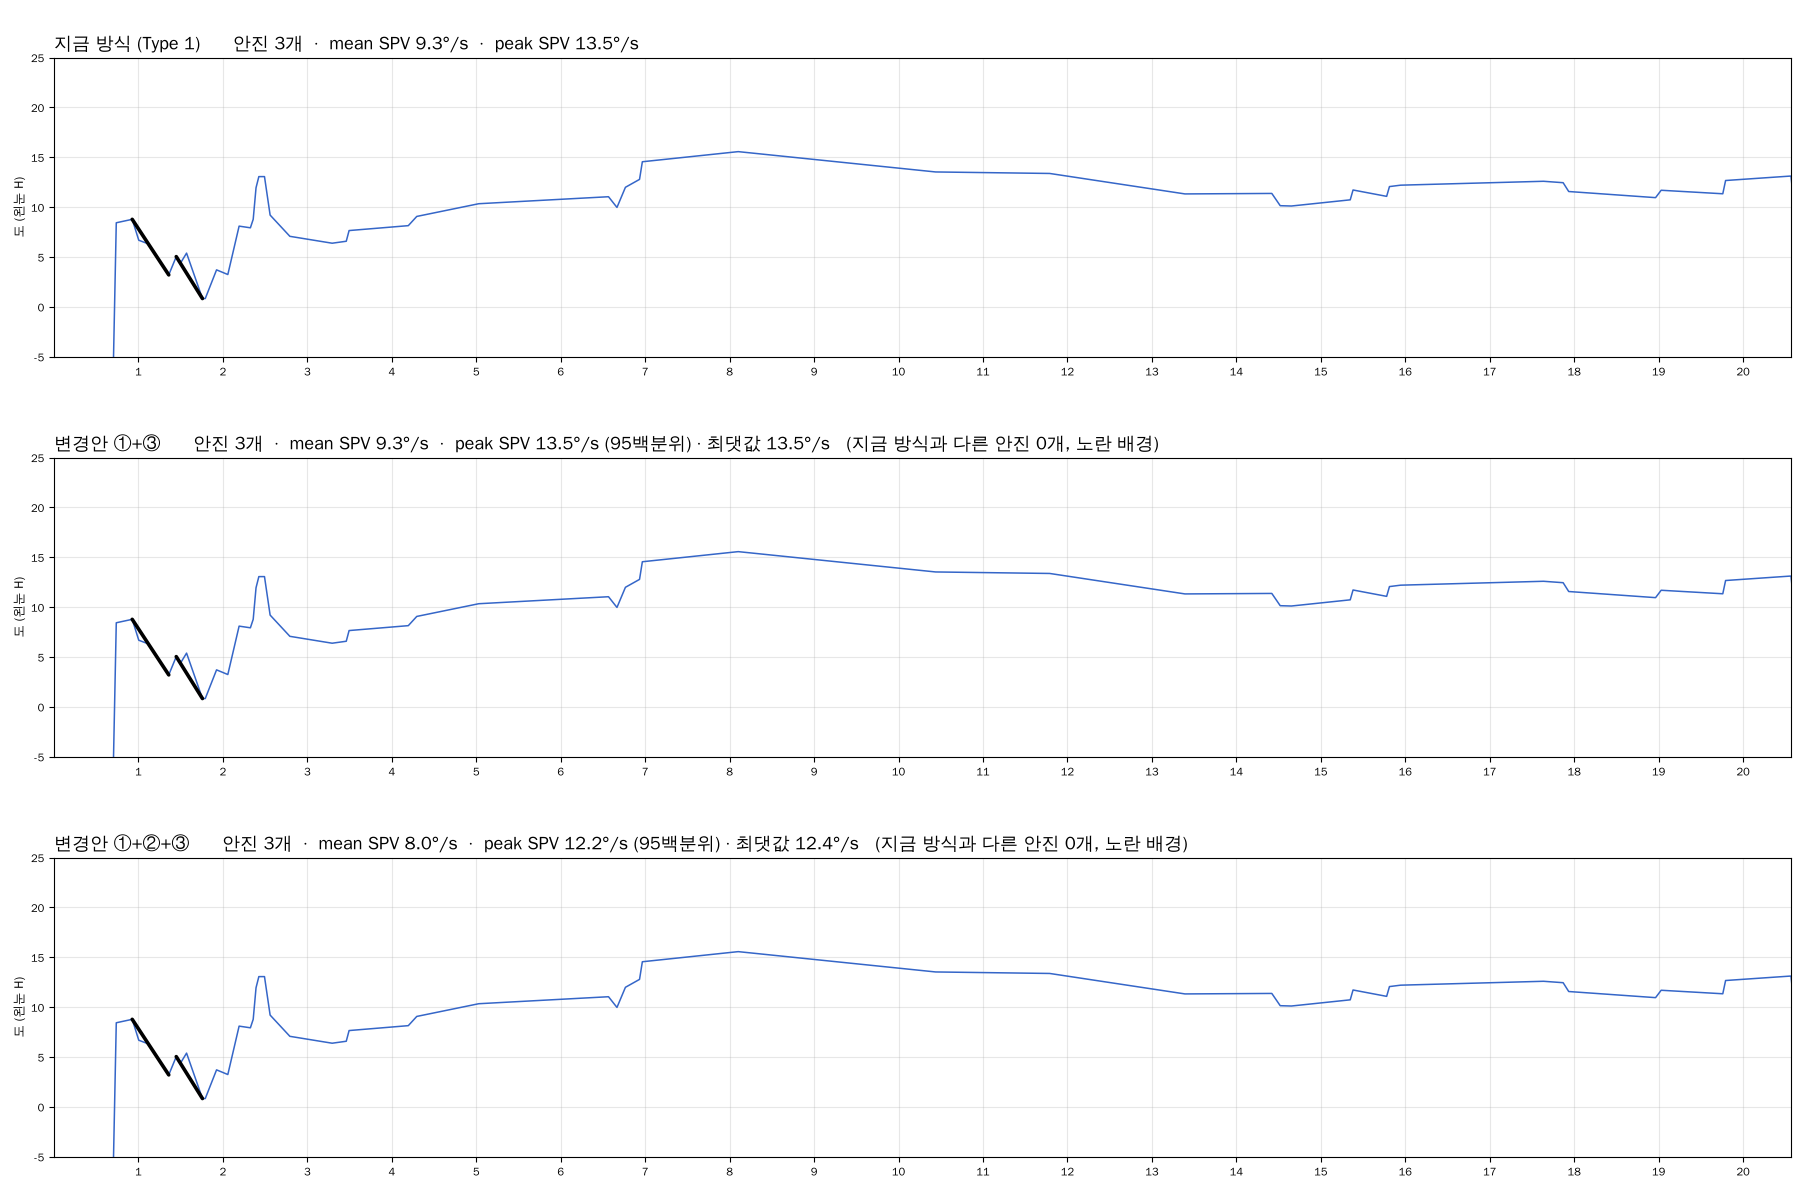 지금 방식 (Type 1)      안진 3개  ·  mean SPV 9.3°/s  ·  peak SPV 13.5°/s
25
20
15
10
5
0
-5
도 (왼눈 H)
1 2 3 4 5 6 7 8 9 10 11 12 13 14 15 16 17 18 19 20
변경안 ①+③      안진 3개  ·  mean SPV 9.3°/s  ·  peak SPV 13.5°/s (95백분위) · 최댓값 13.5°/s   (지금 방식과 다른 안진 0개, 노란 배경)
25
20
15
10
5
0
-5
도 (왼눈 H)
1 2 3 4 5 6 7 8 9 10 11 12 13 14 15 16 17 18 19 20
변경안 ①+②+③      안진 3개  ·  mean SPV 8.0°/s  ·  peak SPV 12.2°/s (95백분위) · 최댓값 12.4°/s   (지금 방식과 다른 안진 0개, 노란 배경)
25
20
15
10
5
0
-5
도 (왼눈 H)
1 2 3 4 5 6 7 8 9 10 11 12 13 14 15 16 17 18 19 20